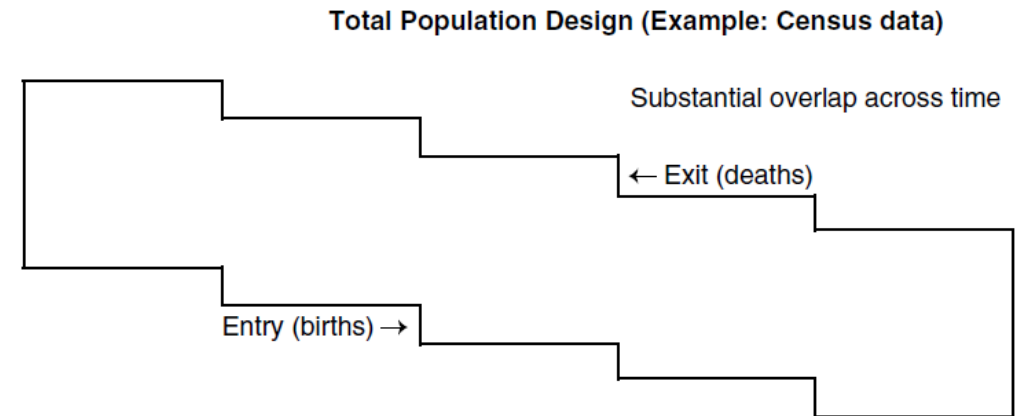 Total Population Design (Example: Census data)
Substantial overlap across time
← Exit (deaths)
Entry (births) →